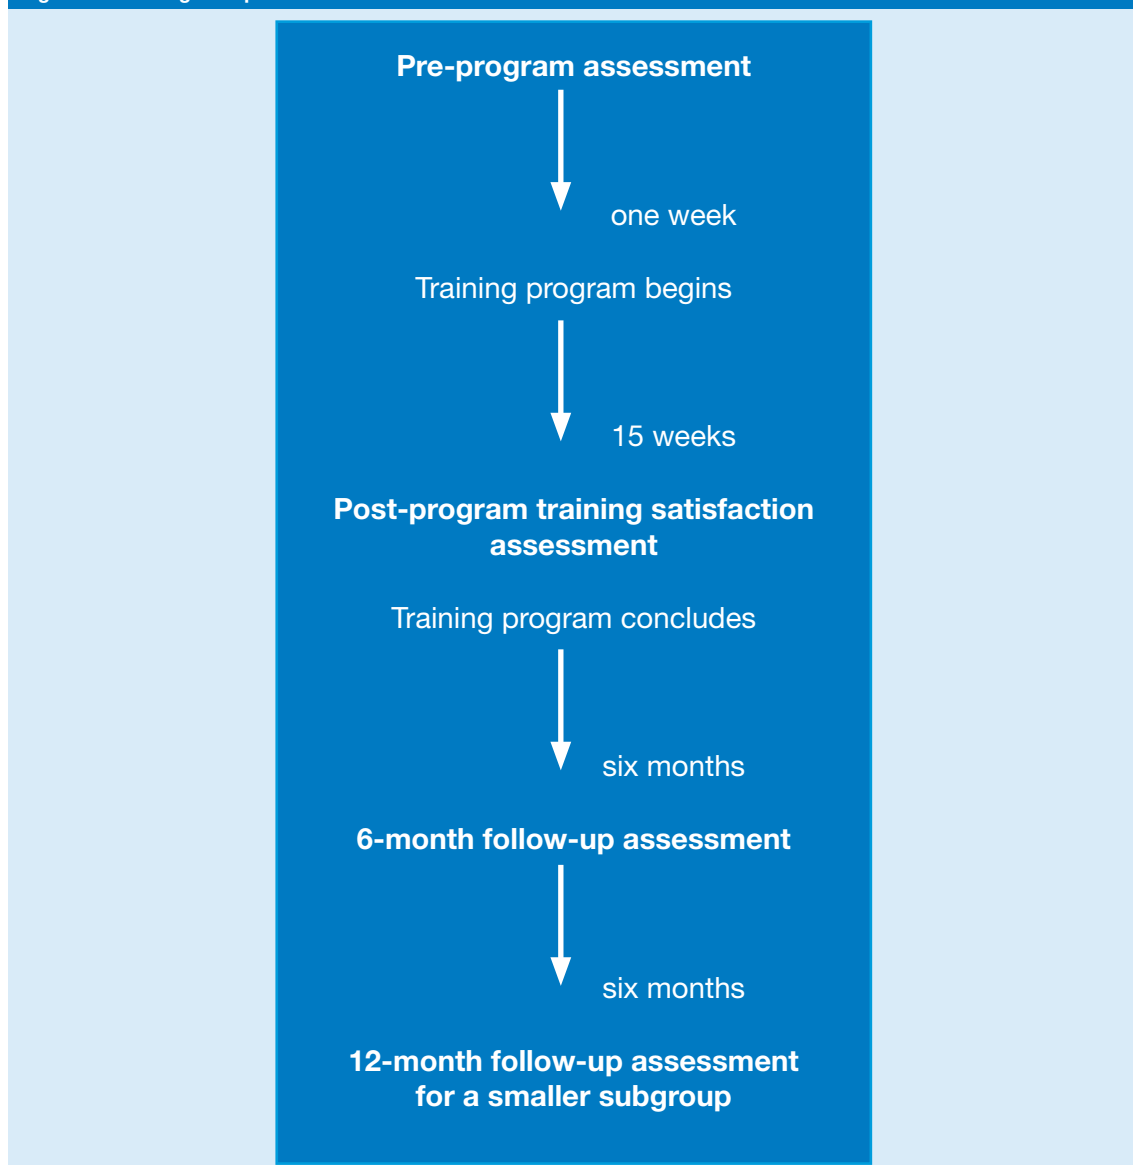 Pre-program assessment
one week
Training program begins
15 weeks
Post-program training satisfaction
assessment
Training program concludes
six months
6-month follow-up assessment
six months
12-month follow-up assessment
for a smaller subgroup